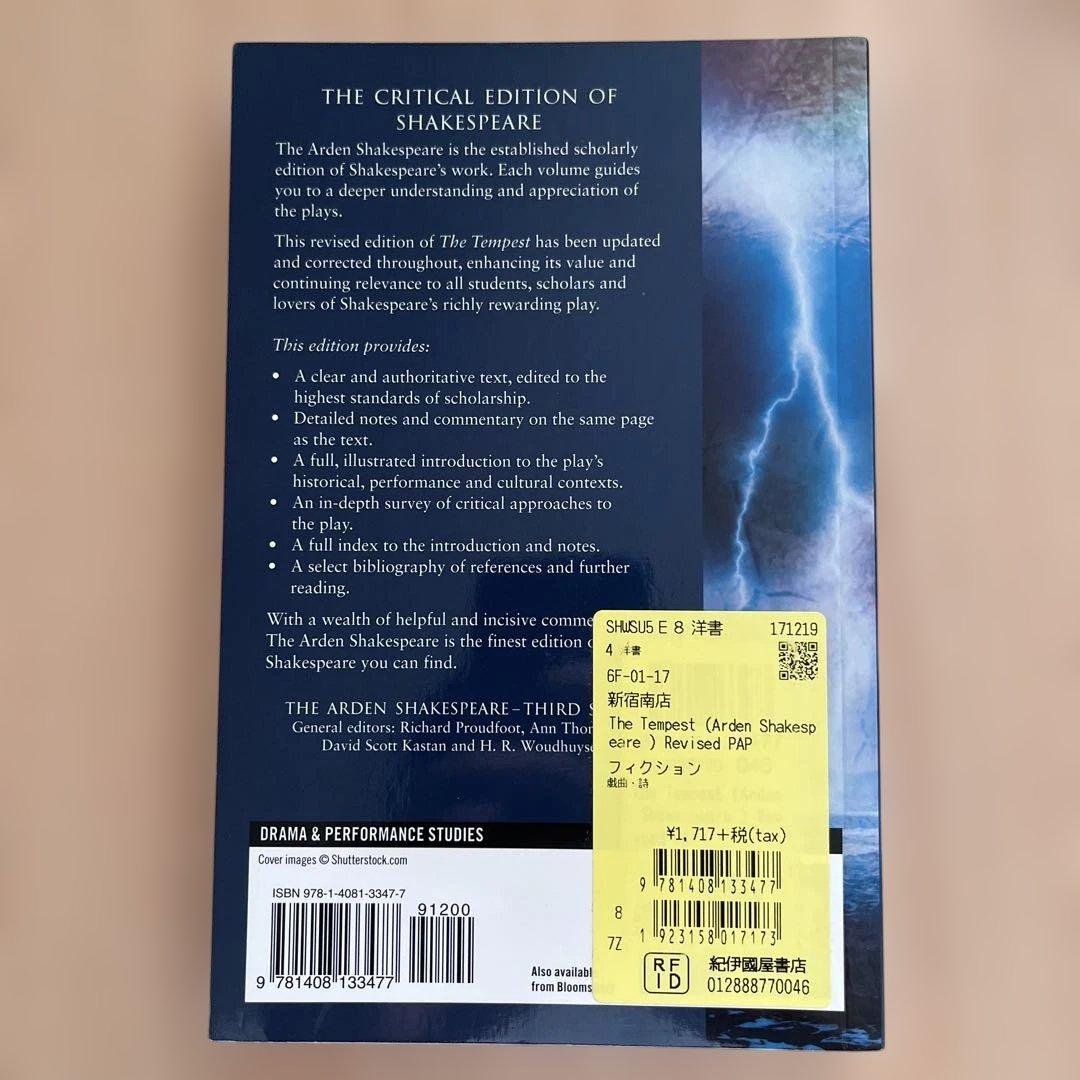 THE CRITICAL EDITION OF
SHAKESPEARE
The Arden Shakespeare is the established scholarly
edition of Shakespeare's work. Each volume guides
you to a deeper understanding and appreciation of
the plays.
This revised edition of The Tempest has been updated
and corrected throughout, enhancing its value and
continuing relevance to all students, scholars and
lovers of Shakespeare's richly rewarding play.
This edition provides:
• A clear and authoritative text, edited to the
highest standards of scholarship.
• Detailed notes and commentary on the same page
as the text.
• A full, illustrated introduction to the play's
historical, performance and cultural contexts.
• An in-depth survey of critical approaches to
the play.
• A full index to the introduction and notes.
• A select bibliography of references and further
reading.
With a wealth of helpful and incisive comme
The Arden Shakespeare is the finest edition o
Shakespeare you can find.
THE ARDEN SHAKESPEARE – THIRD S
General editors: Richard Proudfoot, Ann Thom
David Scott Kastan and H. R. Woudhuyse
DRAMA & PERFORMANCE STUDIES
Cover images © Shutterstock.com
ISBN 978-1-4081-3347-7
91200
9 781408 133477
Also availabl
from Blooms
SHWSU5 E 8 洋書 171219
4 洋書
6F-01-17
新宿南店
The Tempest (Arden Shakesp
eare ) Revised PAP
フィクション
戯曲・詩
¥1,717+税(tax)
9 781408 133477
8
7Z 1 923158 017173
RF
ID
紀伊國屋書店
012888770046